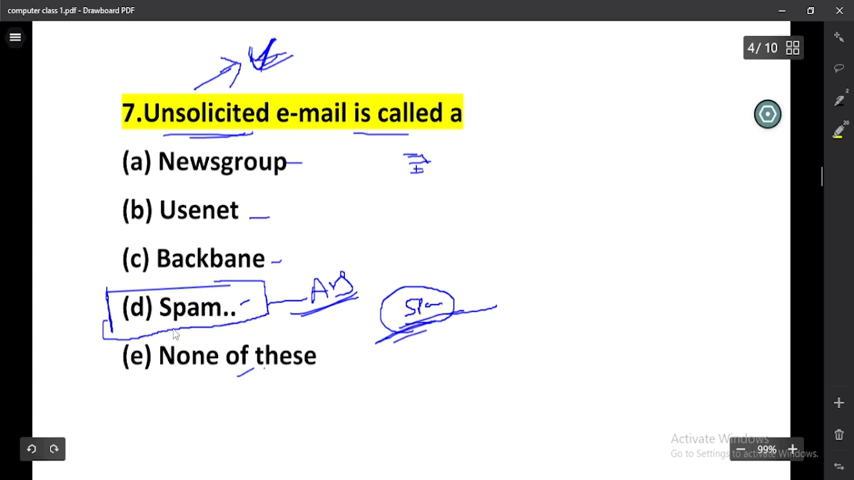 computer class 1.pdf - Drawboard PDF
4 / 10
7.Unsolicited e-mail is called a
(a) Newsgroup
(b) Usenet
(c) Backbane
(d) Spam..
Ans
Spam
(e) None of these
Activate Windows
Go to Settings to activate Windows.
99%